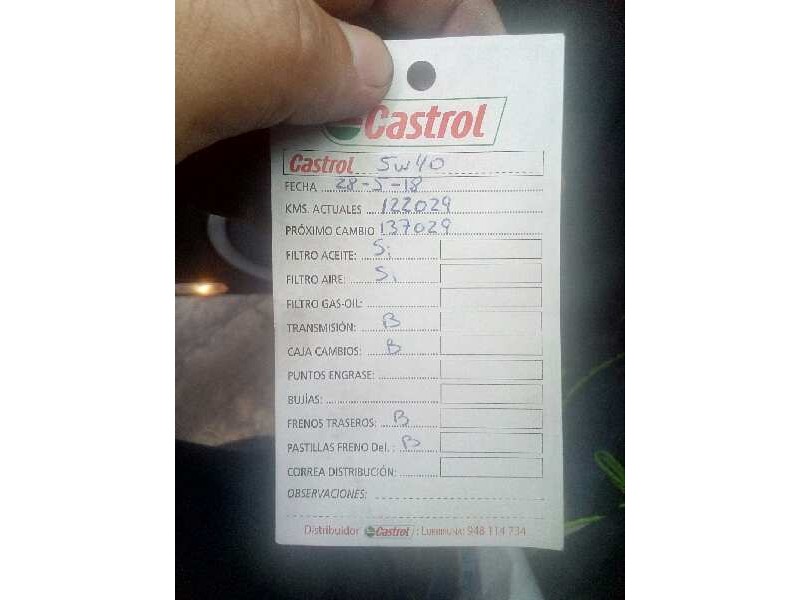 Castrol
Castrol 5w40
FECHA 28-5-18
KMS. ACTUALES 122029
PRÓXIMO CAMBIO 137029
FILTRO ACEITE: Si
FILTRO AIRE: Si
FILTRO GAS-OIL:
TRANSMISIÓN: B
CAJA CAMBIOS: B
PUNTOS ENGRASE:
BUJÍAS:
FRENOS TRASEROS: B
PASTILLAS FRENO Del.: B
CORREA DISTRIBUCIÓN:
OBSERVACIONES:
Distribuidor Castrol : 948 114 734